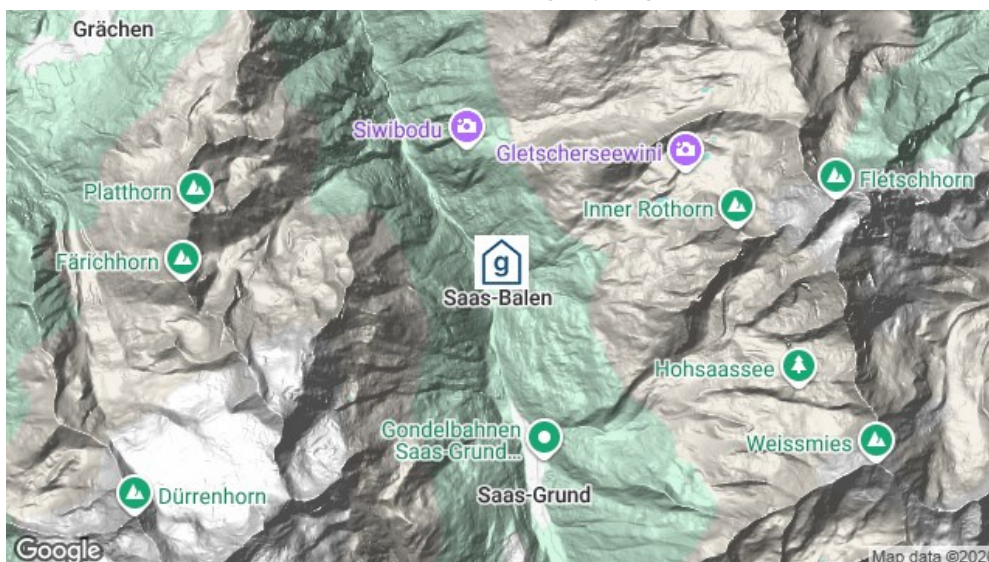 Grächen
Siwibodu
Gletscherseewini
Platthorn
Fletschhorn
Inner Rothorn
Färichhorn
g
Saas-Balen
Hohsaassee
Gondelbahnen
Saas-Grund...
Weissmies
Dürrenhorn
Saas-Grund
Google
Map data ©2026